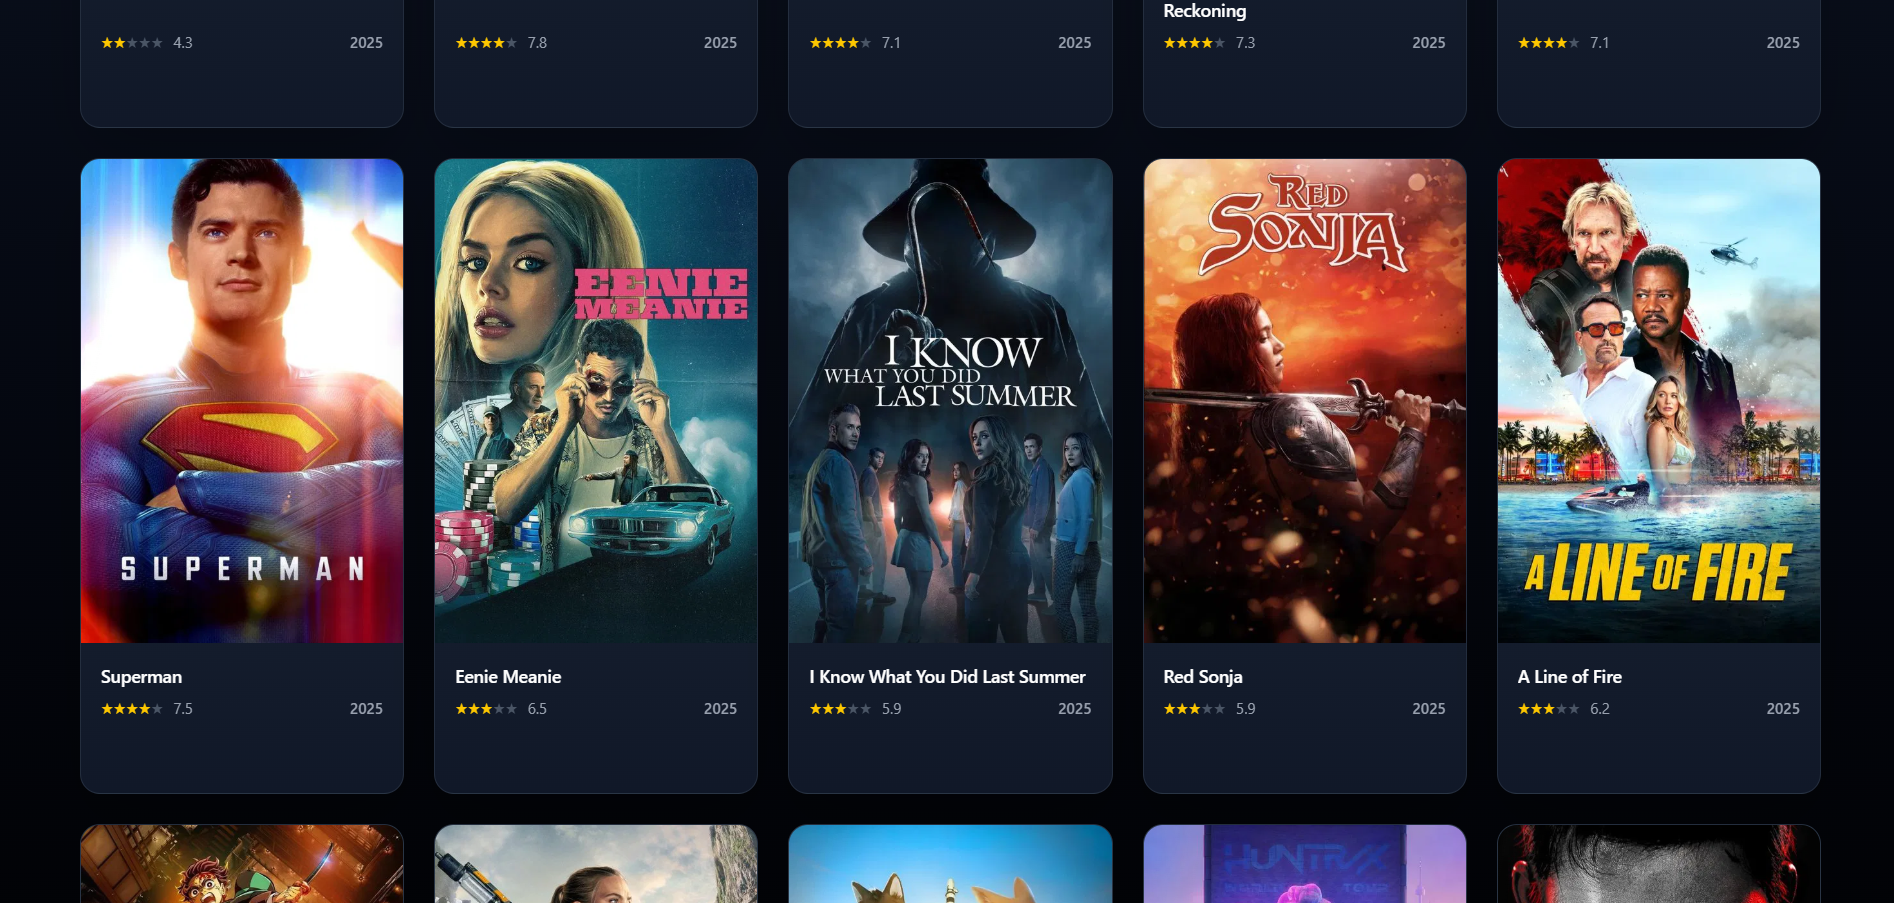 Reckoning
4.3 2025
7.8 2025
7.1 2025
7.3 2025
7.1 2025
SUPERMAN
Superman
7.5 2025
EENIE
MEANIE
Eenie Meanie
6.5 2025
I KNOW
WHAT YOU DID
LAST SUMMER
I Know What You Did Last Summer
5.9 2025
RED
SONJA
Red Sonja
5.9 2025
A LINE OF FIRE
A Line of Fire
6.2 2025
HUNTR/X
WORLD TOUR